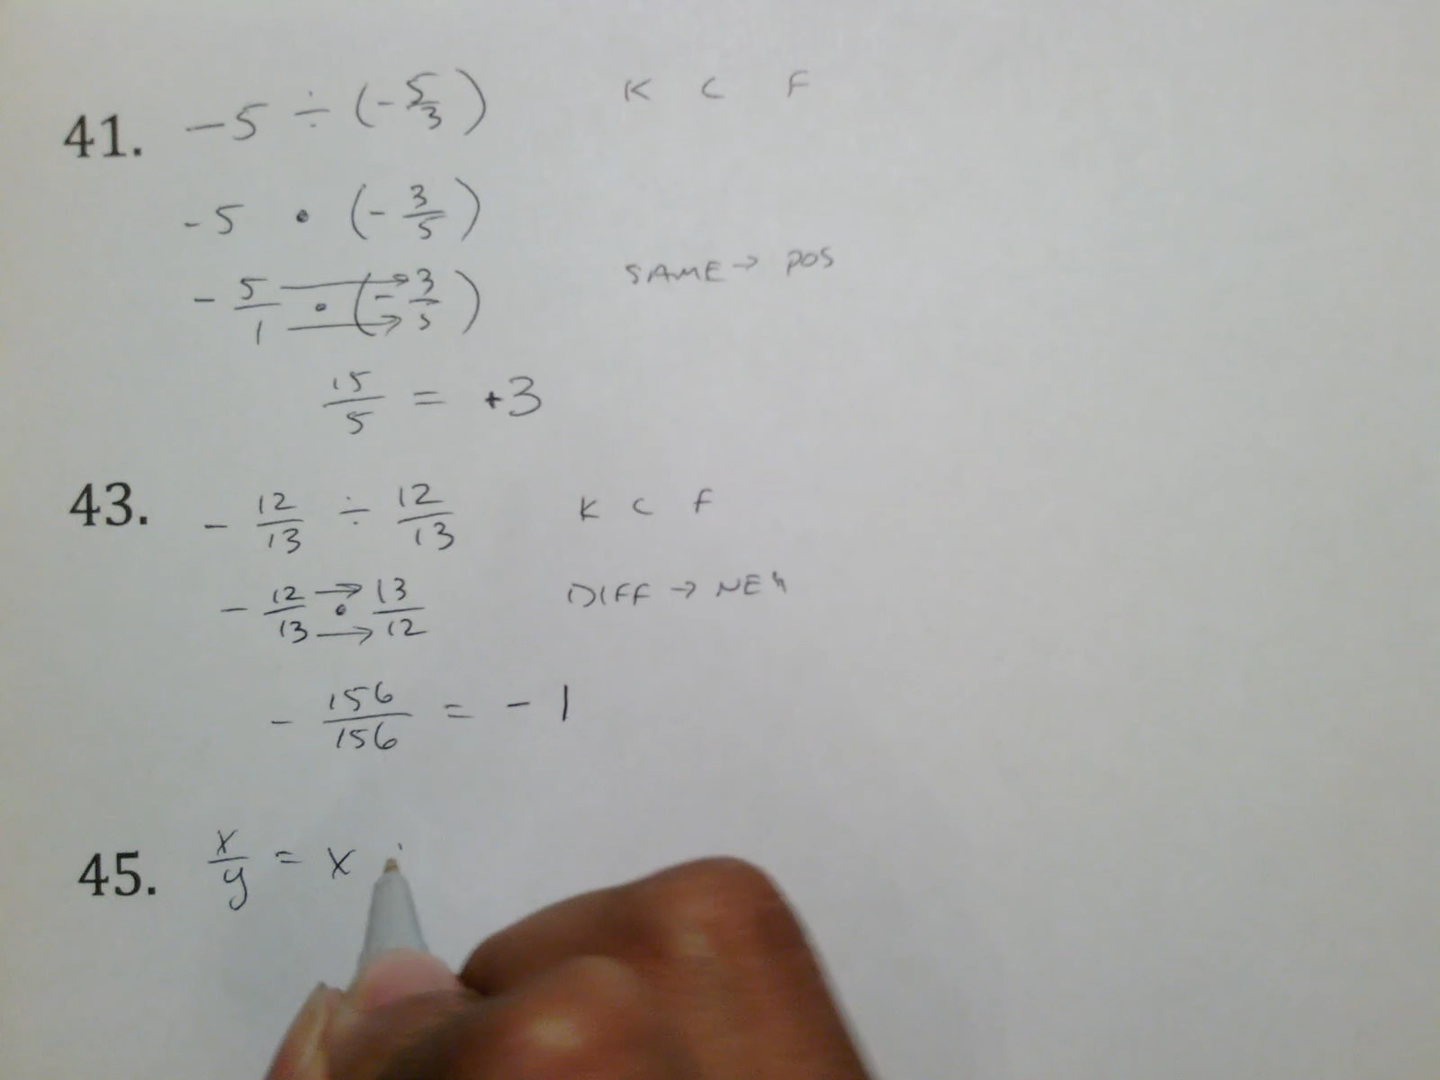 41. -5 ÷ (-5/3) K C F
-5 • (-3/5)
-5/1 • (-3/5) SAME → POS
15/5 = +3
43. - 12/13 ÷ 12/13 K C F
- 12/13 • 13/12 DIFF → NEG
- 156/156 = - 1
45. x/y = x